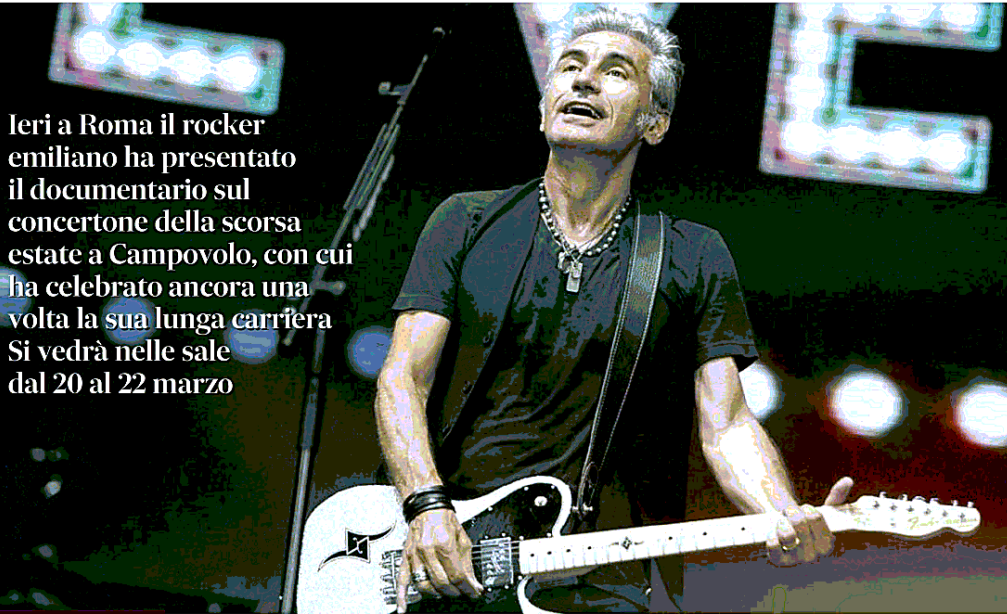 Ieri a Roma il rocker
emiliano ha presentato
il documentario sul
concertone della scorsa
estate a Campovolo, con cui
ha celebrato ancora una
volta la sua lunga carriera
Si vedrà nelle sale
dal 20 al 22 marzo